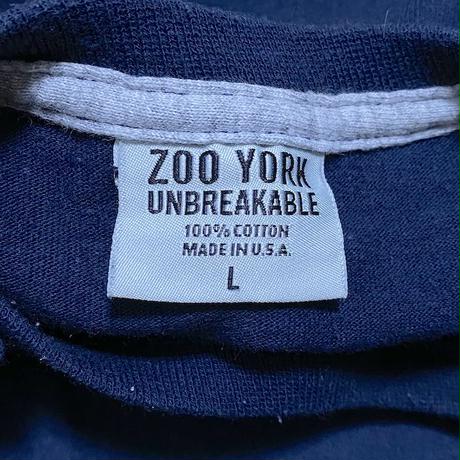 ZOO YORK
UNBREAKABLE
100% COTTON
MADE IN U.S.A.
L